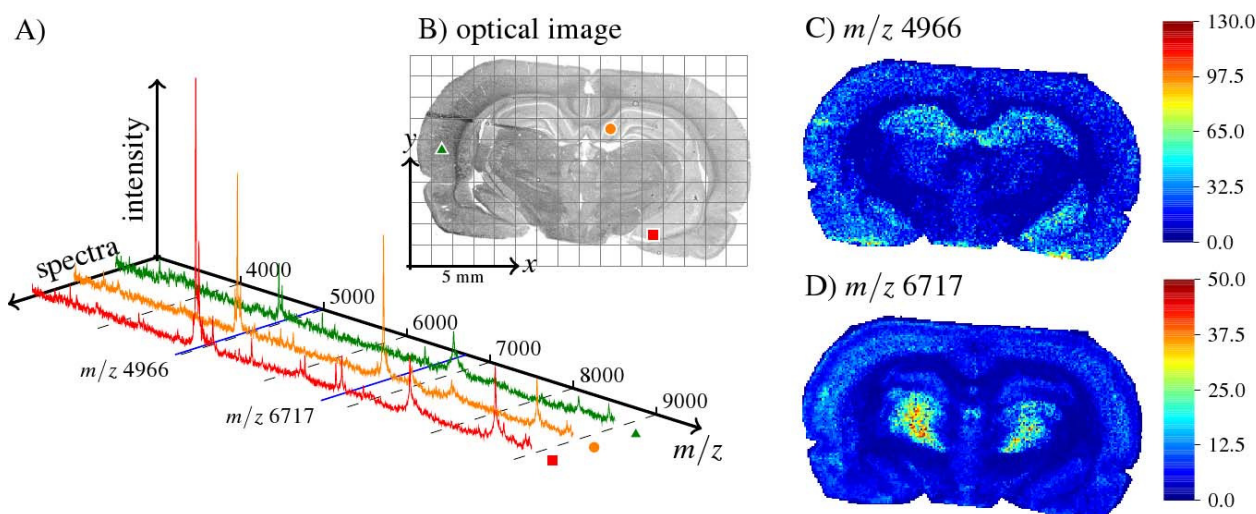 A)
intensity
spectra
4000
5000
6000
7000
8000
9000
m/z
m/z 4966
m/z 6717
B) optical image
y
x
5 mm
C) m/z 4966
130.0
97.5
65.0
32.5
0.0
D) m/z 6717
50.0
37.5
25.0
12.5
0.0